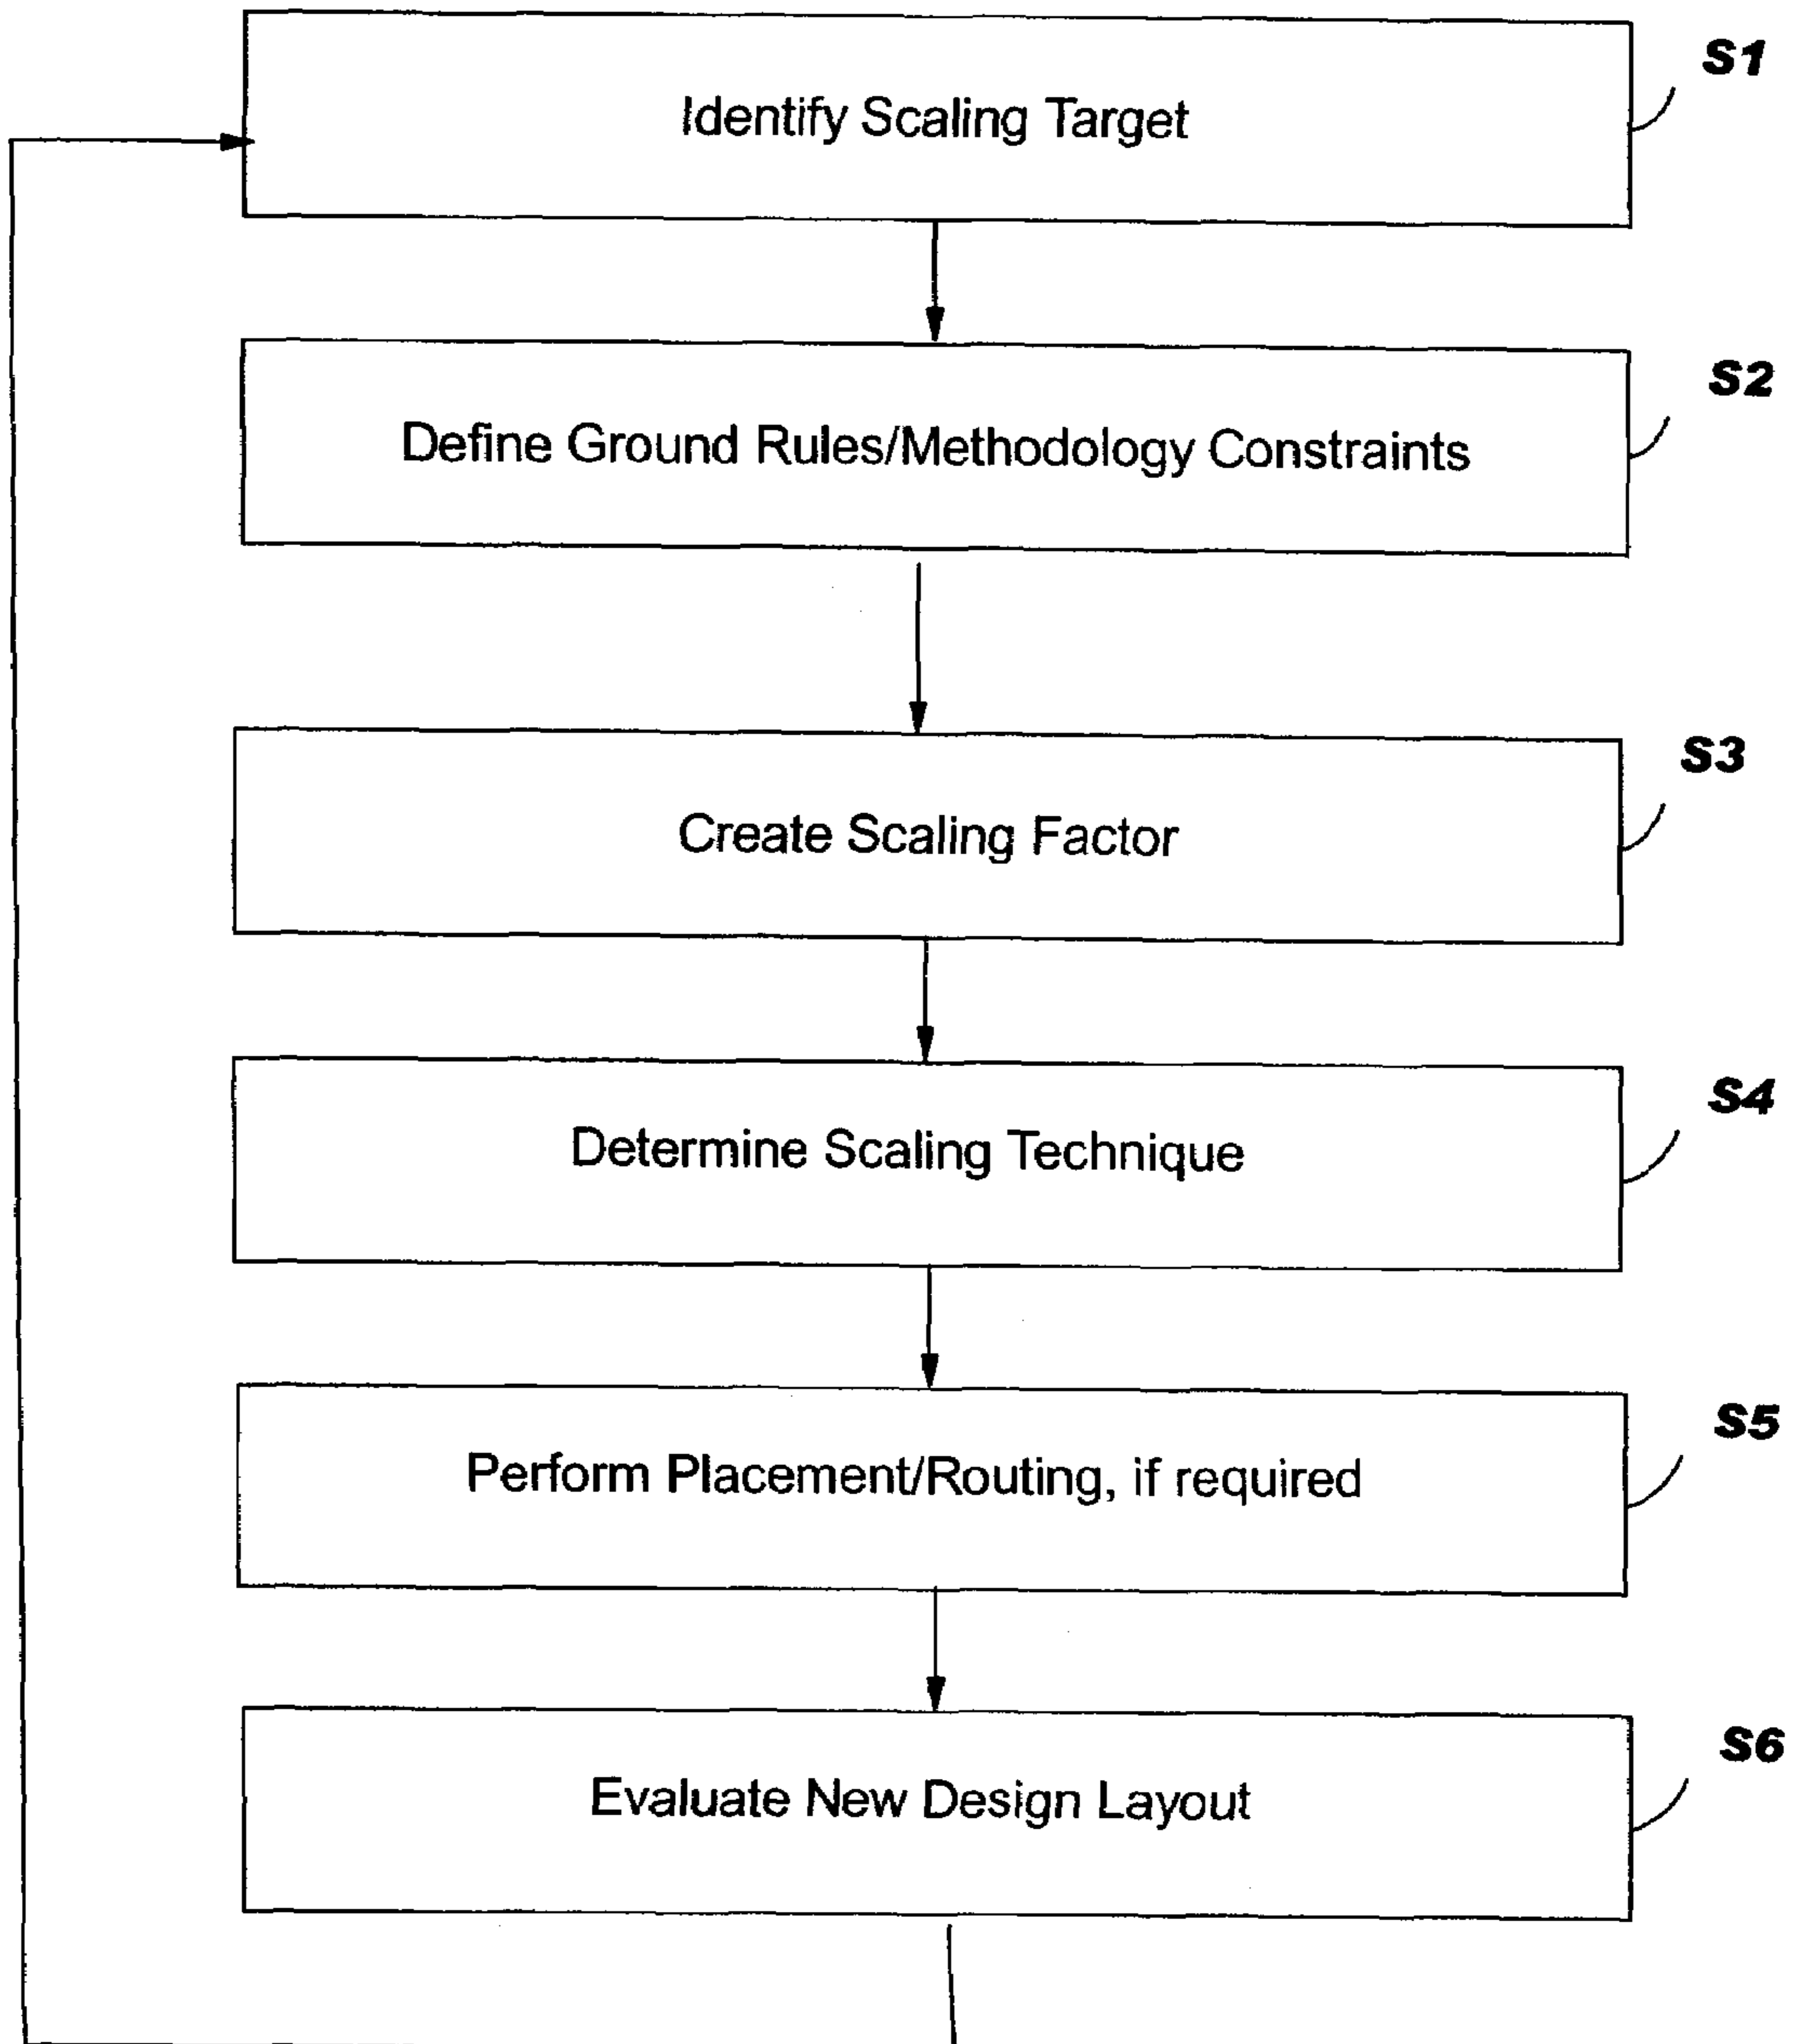 Identify Scaling Target
S1
Define Ground Rules/Methodology Constraints
S2
Create Scaling Factor
S3
Determine Scaling Technique
S4
Perform Placement/Routing, if required
S5
Evaluate New Design Layout
S6